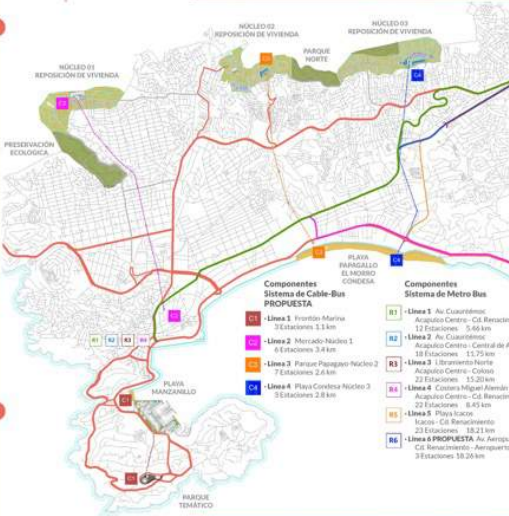 NÚCLEO 02
REPOSICIÓN DE VIVIENDA
NÚCLEO 03
REPOSICIÓN DE VIVIENDA
PARQUE
NORTE
NÚCLEO 01
REPOSICIÓN DE VIVIENDA
C3
C4
C2
PRESERVACIÓN
ECOLÓGICA
C3
C4
PLAYA
PAPAGALLO
EL MORRO
CONDESA
C2
R1 R2 R3 R4
PLAYA
MANZANILLO
C1
C1
PARQUE
TEMÁTICO
Componentes
Sistema de Cable-Bus
PROPUESTA
C1 - Línea 1 Frontón-Marina
3 Estaciones 1.1 km
C2 - Línea 2 Mercado-Núcleo 1
6 Estaciones 3.4 km
C3 - Línea 3 Parque Papagayo-Núcleo 2
7 Estaciones 2.6 km
C4 - Línea 4 Playa Condesa-Núcleo 3
5 Estaciones 2.8 km
Componentes
Sistema de Metro Bus
R1 - Línea 1 Av. Cuauhtémoc
Acapulco Centro - Cd. Renacim
12 Estaciones 5.46 km
R2 - Línea 2 Av. Cuauhtémoc
Acapulco Centro - Central de A
18 Estaciones 11.75 km
R3 - Línea 3 Libramiento Norte
Acapulco Centro - Coloso
22 Estaciones 15.20 km
R4 - Línea 4 Costera Miguel Alemán
Acapulco Centro - Cd. Renacim
22 Estaciones 8.45 km
R5 - Línea 5 Playa Icacos
Icacos - Cd. Renacimiento
23 Estaciones 18.21 km
R6 - Línea 6 PROPUESTA Av. Aeropu
Cd. Renacimiento - Aeropuerto
3 Estaciones 18.26 km